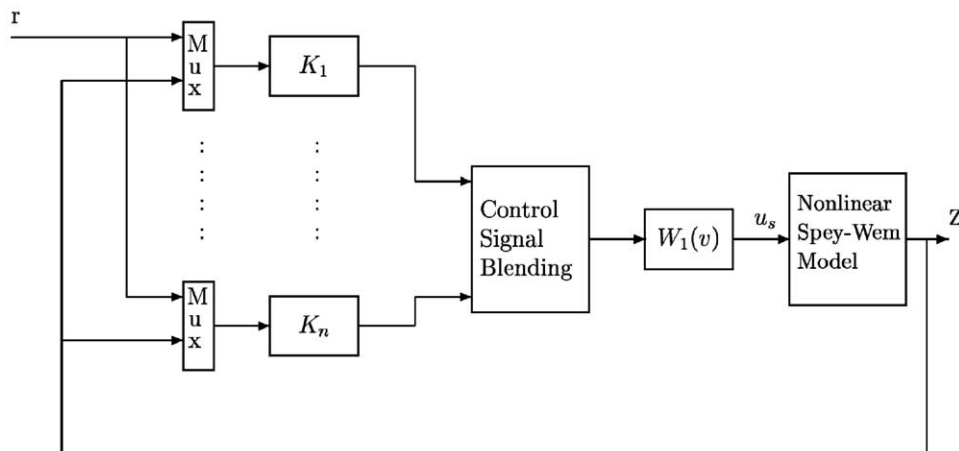 r
M
u
x
K₁
⋮
⋮
Control
Signal
Blending
W₁(v)
uₛ
Nonlinear
Spey-Wem
Model
Z
M
u
x
Kₙ